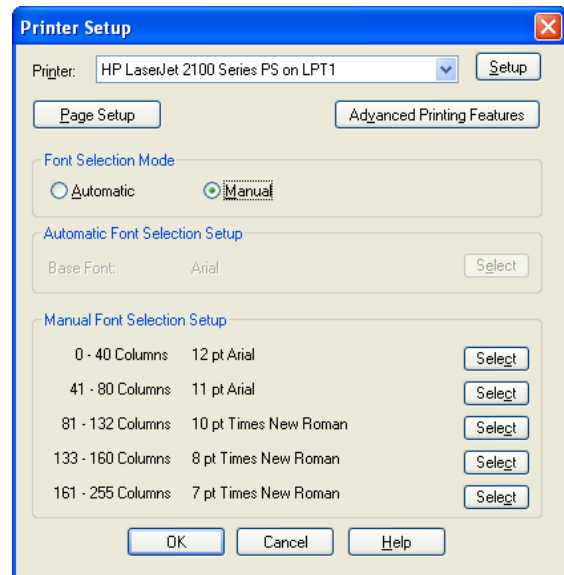 Printer Setup
Printer: HP LaserJet 2100 Series PS on LPT1 Setup
Page Setup Advanced Printing Features
Font Selection Mode
Automatic Manual
Automatic Font Selection Setup
Base Font: Arial Select
Manual Font Selection Setup
0 - 40 Columns 12 pt Arial Select
41 - 80 Columns 11 pt Arial Select
81 - 132 Columns 10 pt Times New Roman Select
133 - 160 Columns 8 pt Times New Roman Select
161 - 255 Columns 7 pt Times New Roman Select
OK Cancel Help